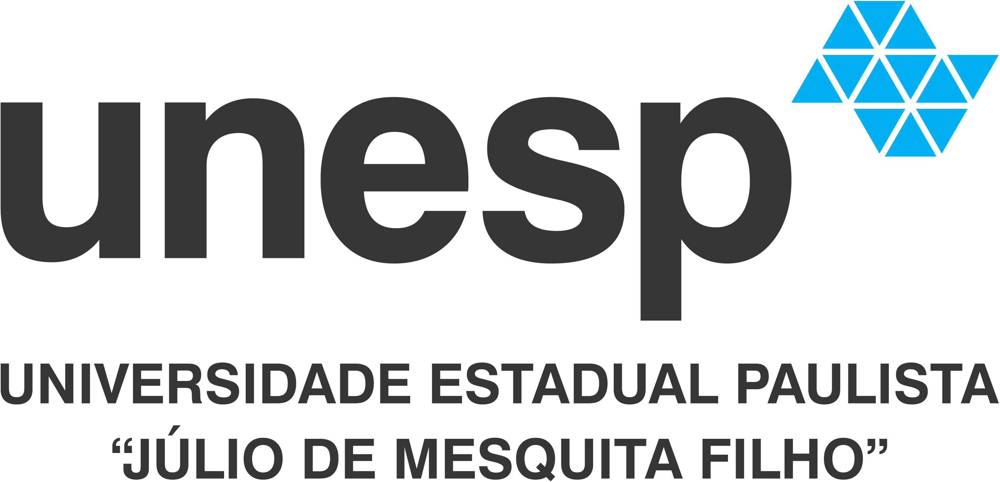 unesp
UNIVERSIDADE ESTADUAL PAULISTA
“JÚLIO DE MESQUITA FILHO”